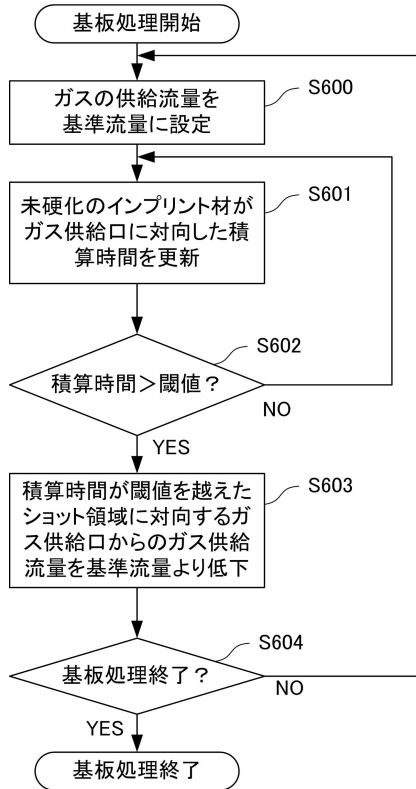 基板処理開始
ガスの供給流量を
基準流量に設定
S600
未硬化のインプリント材が
ガス供給口に対向した積
算時間を更新
S601
積算時間>閾値?
S602
NO
YES
積算時間が閾値を越えた
ショット領域に対向するガ
ス供給口からのガス供給
流量を基準流量より低下
S603
基板処理終了?
S604
NO
YES
基板処理終了